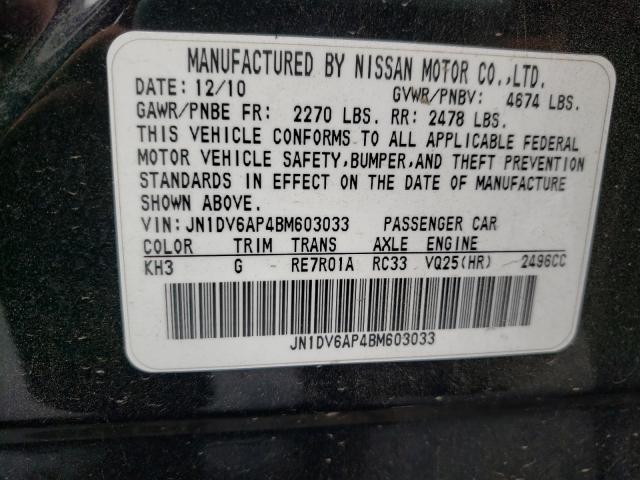 MANUFACTURED BY NISSAN MOTOR CO.,LTD.
DATE: 12/10 GVWR/PNBV: 4674 LBS.
GAWR/PNBE FR: 2270 LBS. RR: 2478 LBS.
THIS VEHICLE CONFORMS TO ALL APPLICABLE FEDERAL
MOTOR VEHICLE SAFETY,BUMPER,AND THEFT PREVENTION
STANDARDS IN EFFECT ON THE DATE OF MANUFACTURE
SHOWN ABOVE.
VIN:JN1DV6AP4BM603033 PASSENGER CAR
COLOR TRIM TRANS AXLE ENGINE
KH3 G RE7R01A RC33 VQ25(HR) 2496CC
JN1DV6AP4BM603033